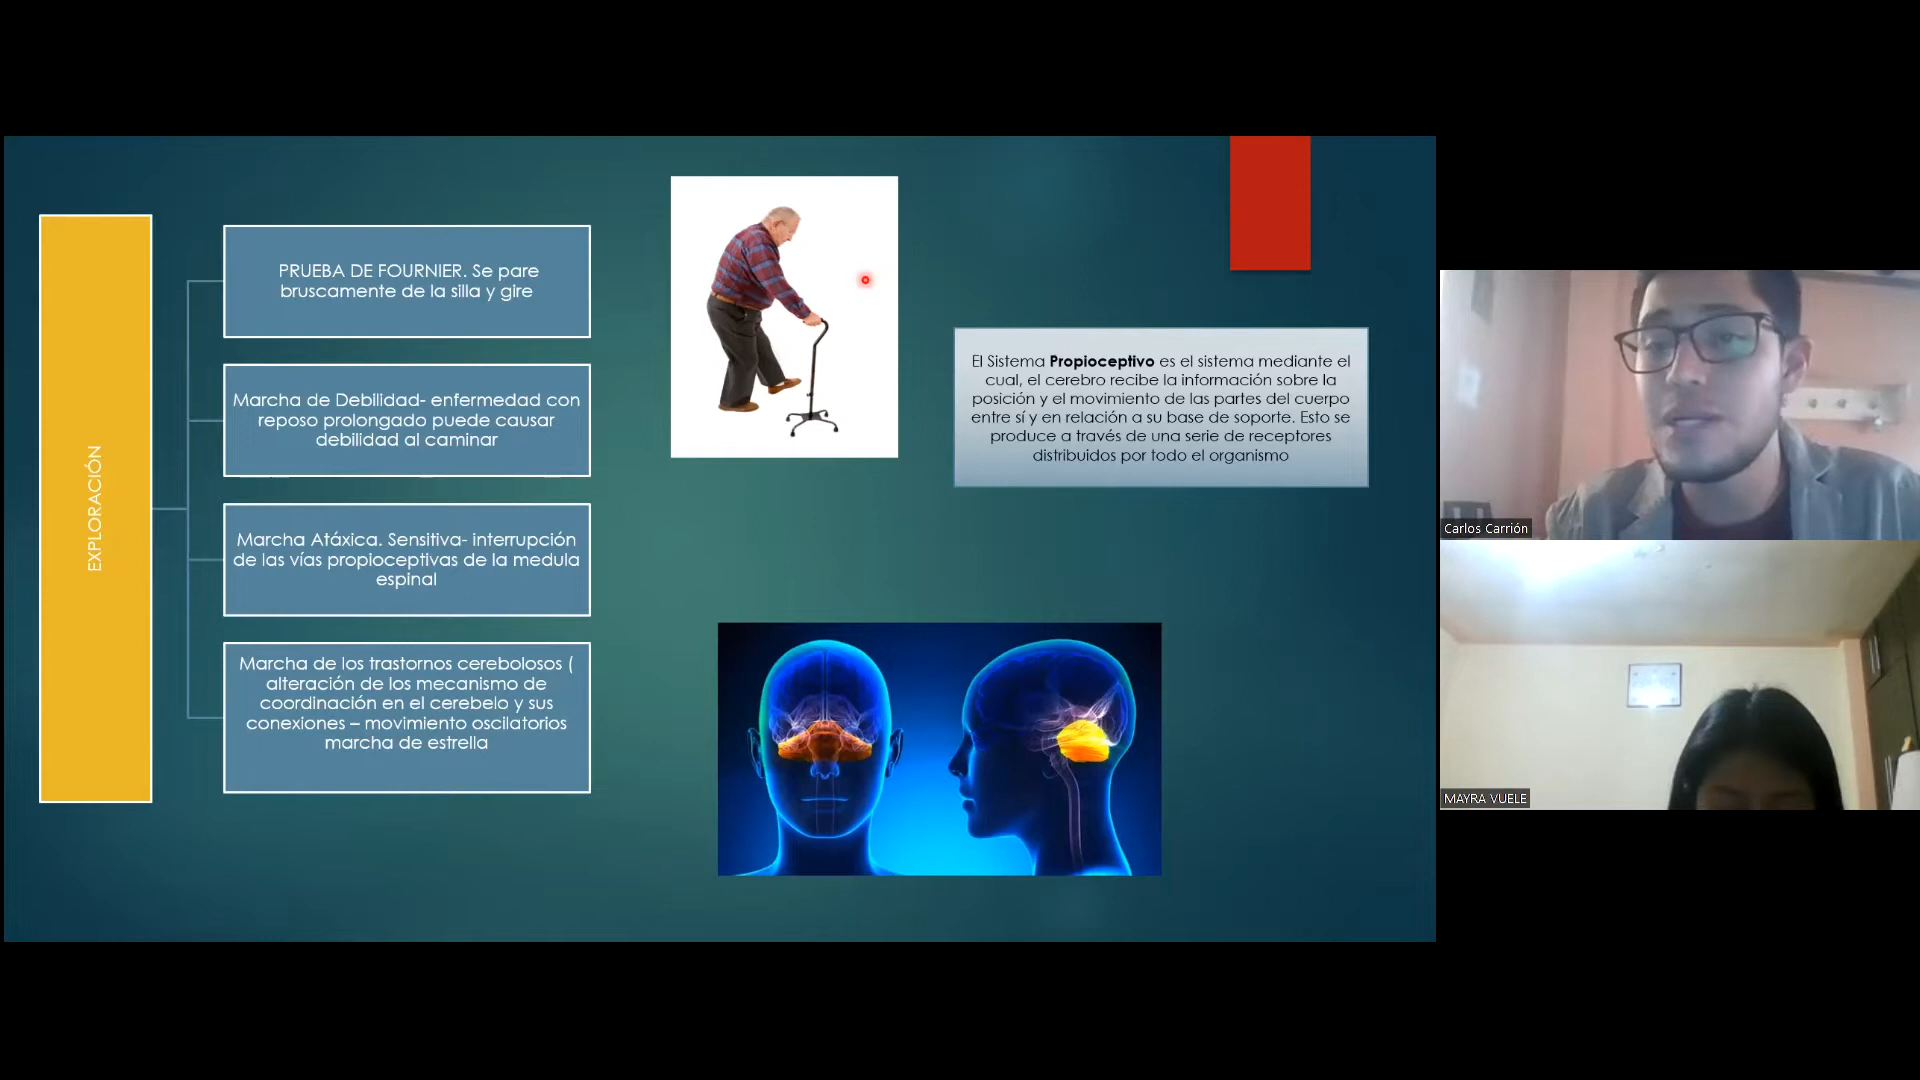 EXPLORACIÓN
PRUEBA DE FOURNIER. Se pare
bruscamente de la silla y gire
Marcha de Debilidad- enfermedad con
reposo prolongado puede causar
debilidad al caminar
Marcha Atáxica. Sensitiva- interrupción
de las vías propioceptivas de la medula
espinal
Marcha de los trastornos cerebolosos (
alteración de los mecanismo de
coordinación en el cerebelo y sus
conexiones – movimiento oscilatorios
marcha de estrella
El Sistema Propioceptivo es el sistema mediante el
cual, el cerebro recibe la información sobre la
posición y el movimiento de las partes del cuerpo
entre sí y en relación a su base de soporte. Esto se
produce a través de una serie de receptores
distribuidos por todo el organismo
Carlos Carrión
MAYRA VUELE